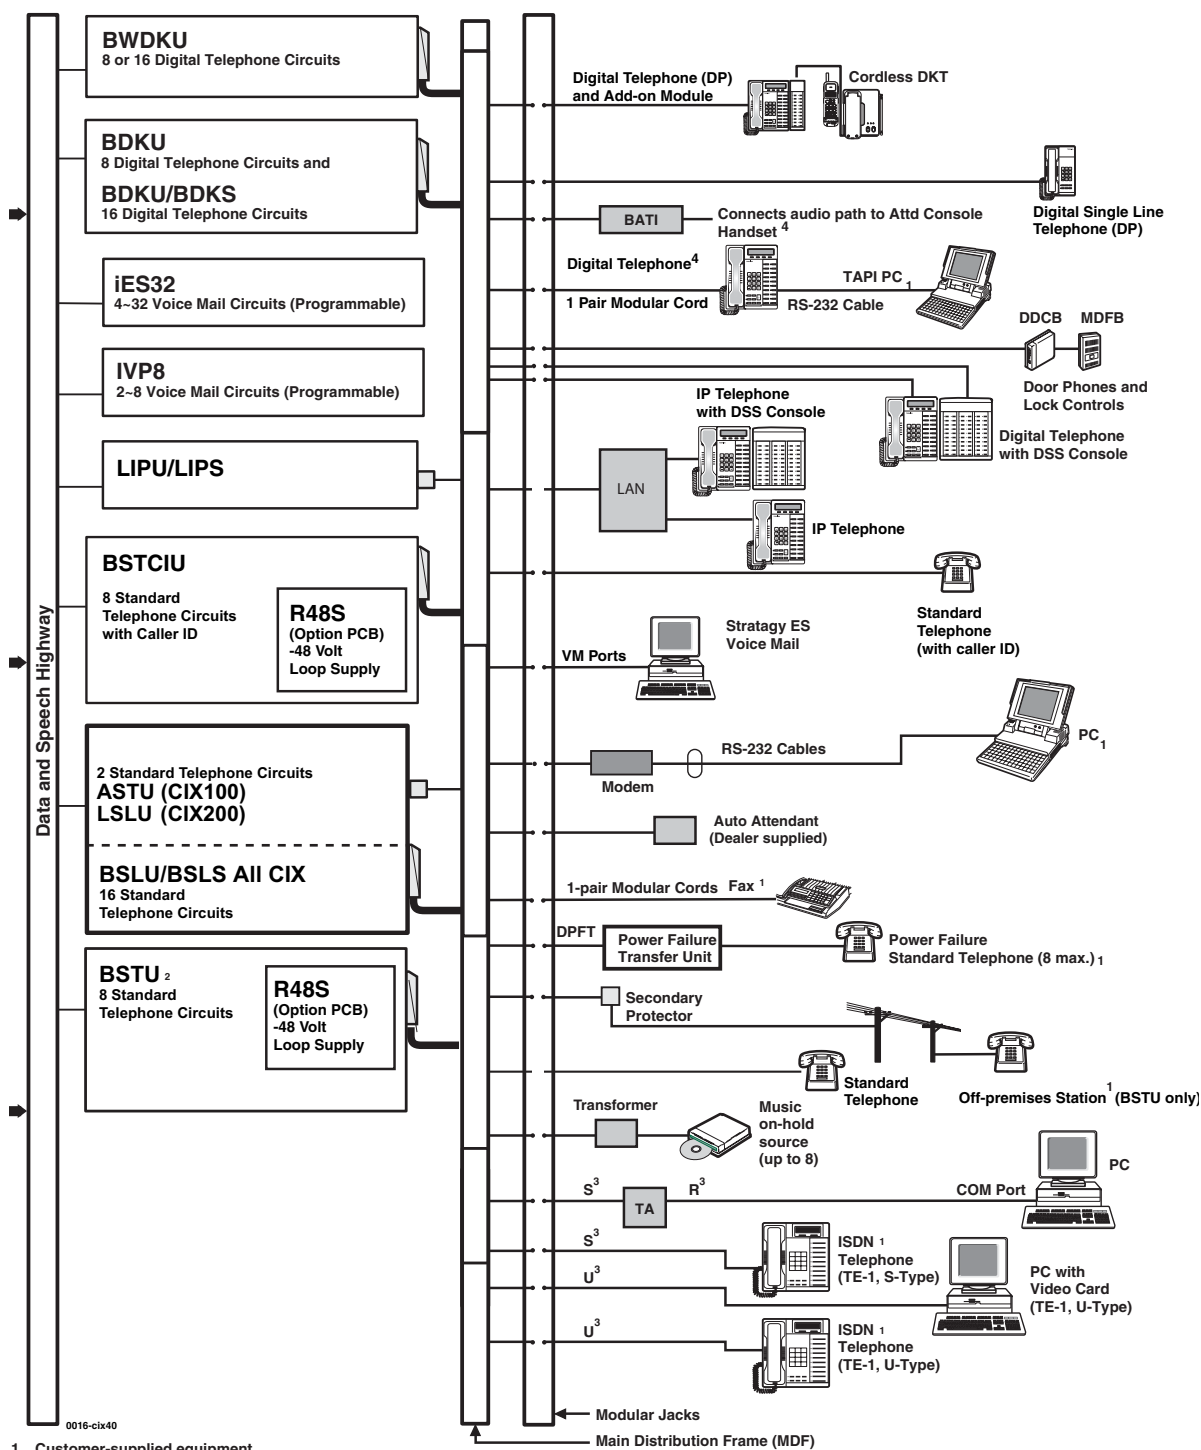 BWDKU
8 or 16 Digital Telephone Circuits
BDKU
8 Digital Telephone Circuits and
BDKU/BDKS
16 Digital Telephone Circuits
iES32
4~32 Voice Mail Circuits (Programmable)
IVP8
2~8 Voice Mail Circuits (Programmable)
LIPU/LIPS
BSTCIU
8 Standard
Telephone Circuits
with Caller ID
R48S
(Option PCB)
-48 Volt
Loop Supply
Data and Speech Highway
2 Standard Telephone Circuits
ASTU (CIX100)
LSLU (CIX200)
BSLU/BSLS All CIX
16 Standard
Telephone Circuits
BSTU 2
8 Standard
Telephone Circuits
R48S
(Option PCB)
-48 Volt
Loop Supply
Digital Telephone (DP)
and Add-on Module
Cordless DKT
Digital Single Line
Telephone (DP)
BATI
Connects audio path to Attd Console
Handset 4
Digital Telephone 4
1 Pair Modular Cord
TAPI PC 1
RS-232 Cable
DDCB
MDFB
Door Phones and
Lock Controls
IP Telephone
with DSS Console
Digital Telephone
with DSS Console
LAN
IP Telephone
Standard
Telephone
(with caller ID)
Stratagy ES
Voice Mail
VM Ports
RS-232 Cables
PC 1
Modem
Auto Attendant
(Dealer supplied)
1-pair Modular Cords
Fax 1
DPFT
Power Failure
Transfer Unit
Power Failure
Standard Telephone (8 max.) 1
Secondary
Protector
Standard
Telephone
Off-premises Station 1 (BSTU only)
Transformer
Music
on-hold
source
(up to 8)
S3
TA
R3
COM Port
PC
S3
ISDN 1
Telephone
(TE-1, S-Type)
U3
PC with
Video Card
(TE-1, U-Type)
U3
ISDN 1
Telephone
(TE-1, U-Type)
0016-cix40
Modular Jacks
Main Distribution Frame (MDF)
1 Customer-supplied equipment